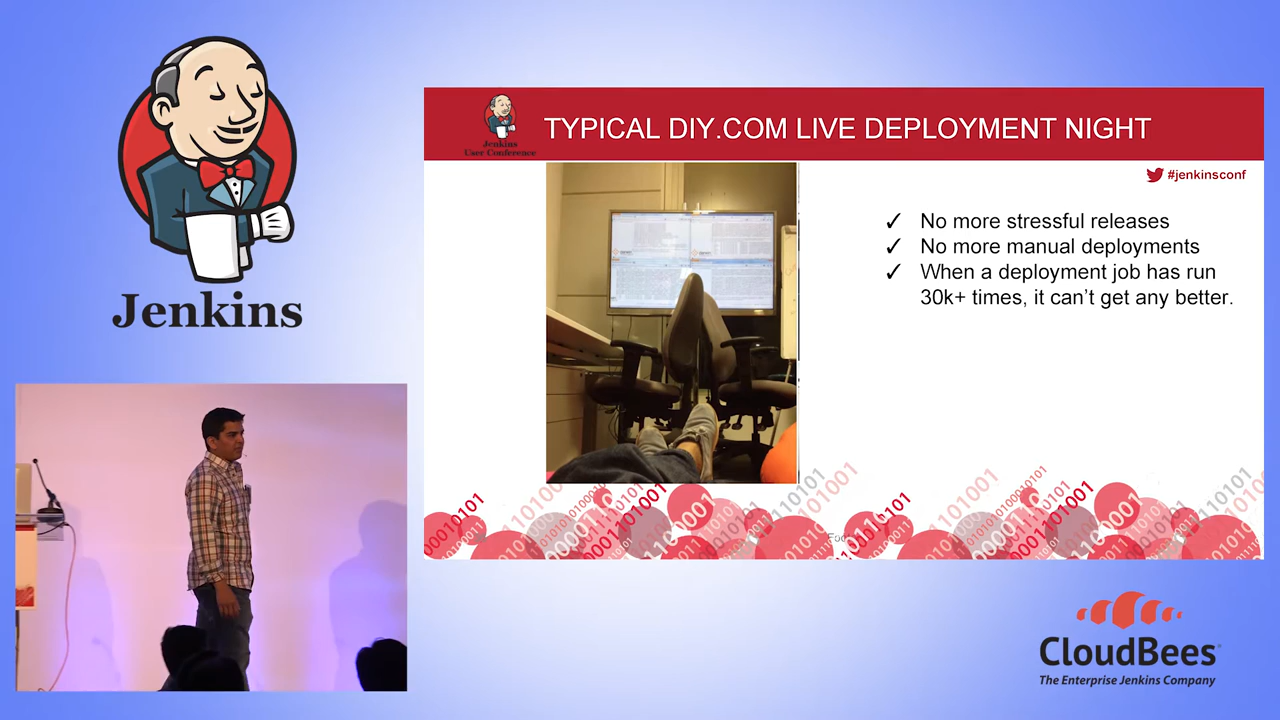 Jenkins
Jenkins
User Conference
TYPICAL DIY.COM LIVE DEPLOYMENT NIGHT
#jenkinsconf
✓ No more stressful releases
✓ No more manual deployments
✓ When a deployment job has run
30k+ times, it can't get any better.
CloudBees
The Enterprise Jenkins Company